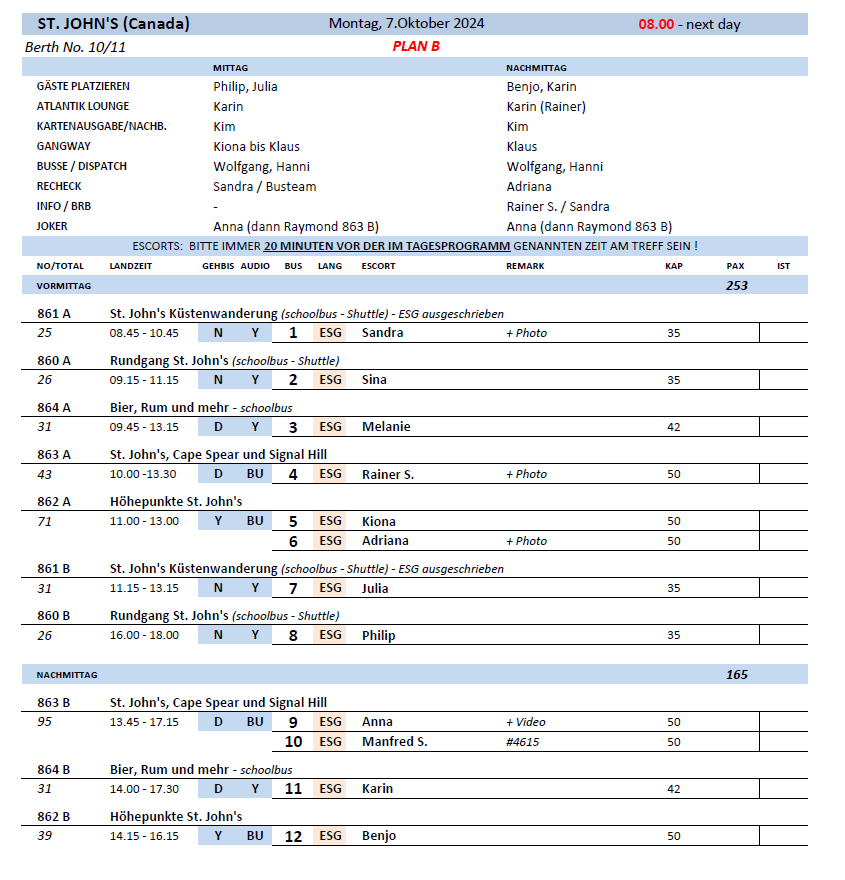 ST. JOHN'S (Canada) Montag, 7.Oktober 2024 08.00 - next day
Berth No. 10/11 PLAN B
MITTAG NACHMITTAG
GÄSTE PLATZIEREN Philip, Julia Benjo, Karin
ATLANTIK LOUNGE Karin Karin (Rainer)
KARTENAUSGABE/NACHB. Kim Kim
GANGWAY Kiona bis Klaus Klaus
BUSSE / DISPATCH Wolfgang, Hanni Wolfgang, Hanni
RECHECK Sandra / Busteam Adriana
INFO / BRB - Rainer S. / Sandra
JOKER Anna (dann Raymond 863 B) Anna (dann Raymond 863 B)
ESCORTS: BITTE IMMER 20 MINUTEN VOR DER IM TAGESPROGRAMM GENANNTEN ZEIT AM TREFF SEIN !
NO/TOTAL LANDZEIT GEHBIS AUDIO BUS LANG ESCORT REMARK KAP PAX IST
VORMITTAG 253
861 A St. John's Küstenwanderung (schoolbus - Shuttle) - ESG ausgeschrieben
25 08.45 - 10.45 N Y 1 ESG Sandra + Photo 35
860 A Rundgang St. John's (schoolbus - Shuttle)
26 09.15 - 11.15 N Y 2 ESG Sina 35
864 A Bier, Rum und mehr - schoolbus
31 09.45 - 13.15 D Y 3 ESG Melanie 42
863 A St. John's, Cape Spear und Signal Hill
43 10.00 -13.30 D BU 4 ESG Rainer S. + Photo 50
862 A Höhepunkte St. John's
71 11.00 - 13.00 Y BU 5 ESG Kiona 50
6 ESG Adriana + Photo 50
861 B St. John's Küstenwanderung (schoolbus - Shuttle) - ESG ausgeschrieben
31 11.15 - 13.15 N Y 7 ESG Julia 35
860 B Rundgang St. John's (schoolbus - Shuttle)
26 16.00 - 18.00 N Y 8 ESG Philip 35
NACHMITTAG 165
863 B St. John's, Cape Spear und Signal Hill
95 13.45 - 17.15 D BU 9 ESG Anna + Video 50
10 ESG Manfred S. #4615 50
864 B Bier, Rum und mehr - schoolbus
31 14.00 - 17.30 D Y 11 ESG Karin 42
862 B Höhepunkte St. John's
39 14.15 - 16.15 Y BU 12 ESG Benjo 50